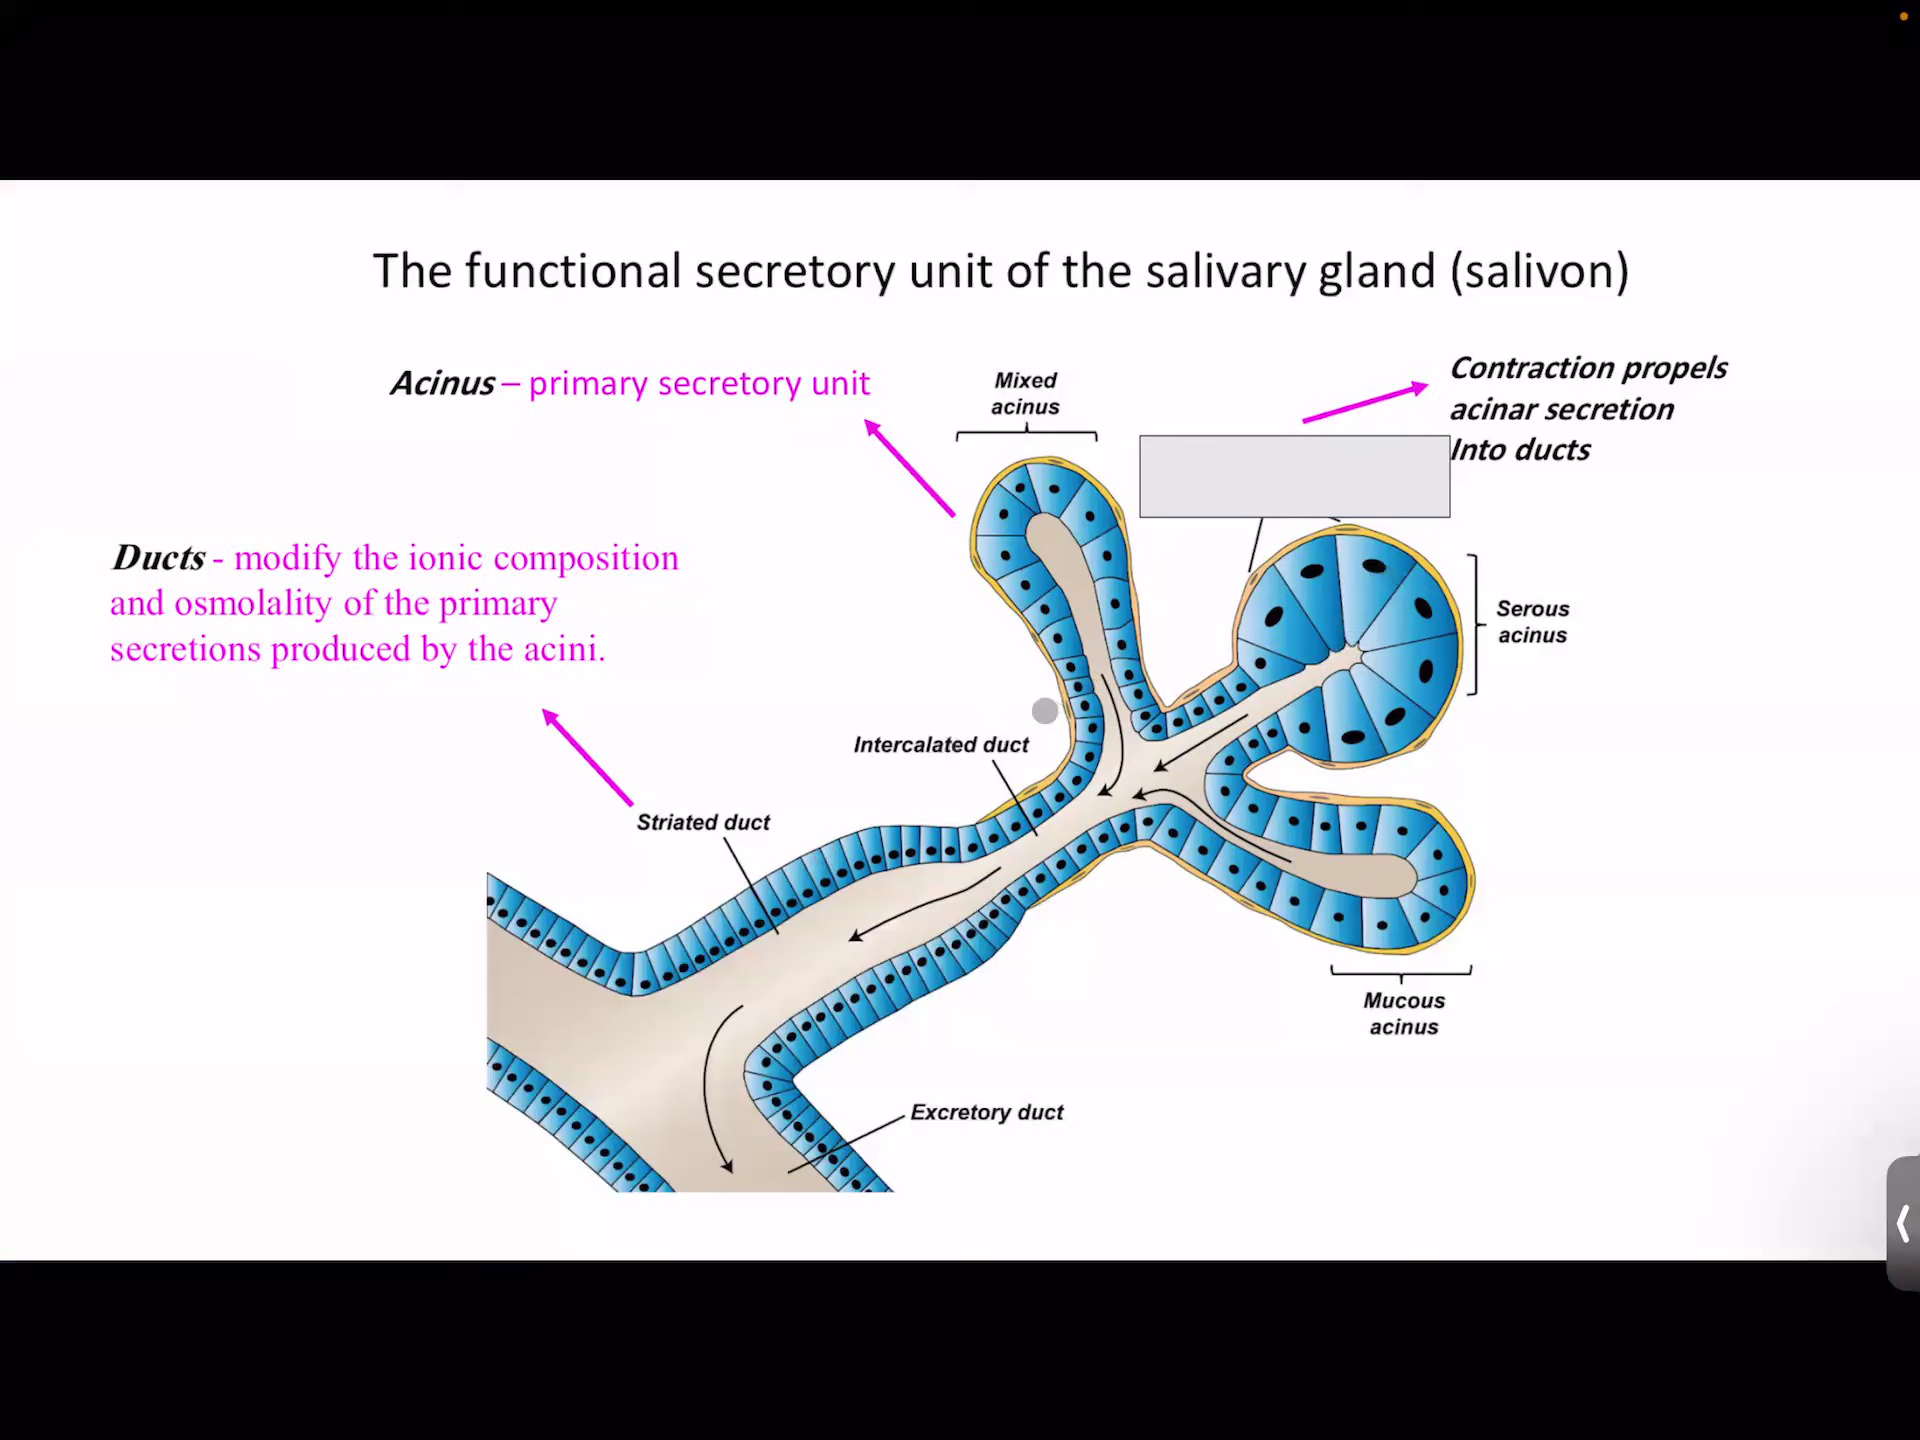 The functional secretory unit of the salivary gland (salivon)
Acinus – primary secretory unit
Mixed
acinus
Contraction propels
acinar secretion
Into ducts
Ducts - modify the ionic composition
and osmolality of the primary
secretions produced by the acini.
Serous
acinus
Intercalated duct
Striated duct
Mucous
acinus
Excretory duct